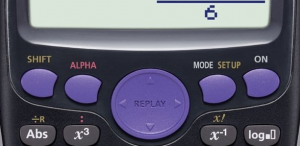 6
SHIFT ALPHA MODE SETUP ON
REPLAY
÷R : x! 
Abs x³ x⁻¹ log▪▯